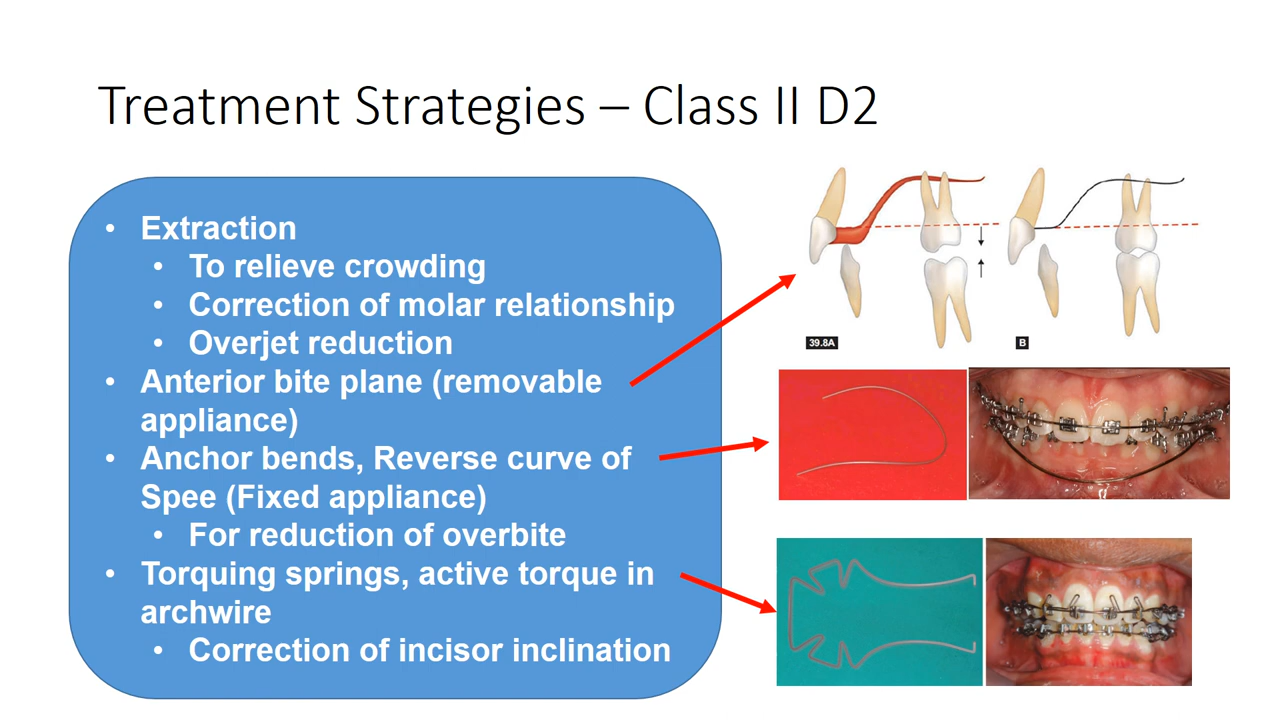 Treatment Strategies – Class II D2
• Extraction
• To relieve crowding
• Correction of molar relationship
• Overjet reduction
• Anterior bite plane (removable
appliance)
• Anchor bends, Reverse curve of
Spee (Fixed appliance)
• For reduction of overbite
• Torquing springs, active torque in
archwire
• Correction of incisor inclination
39.8A
B